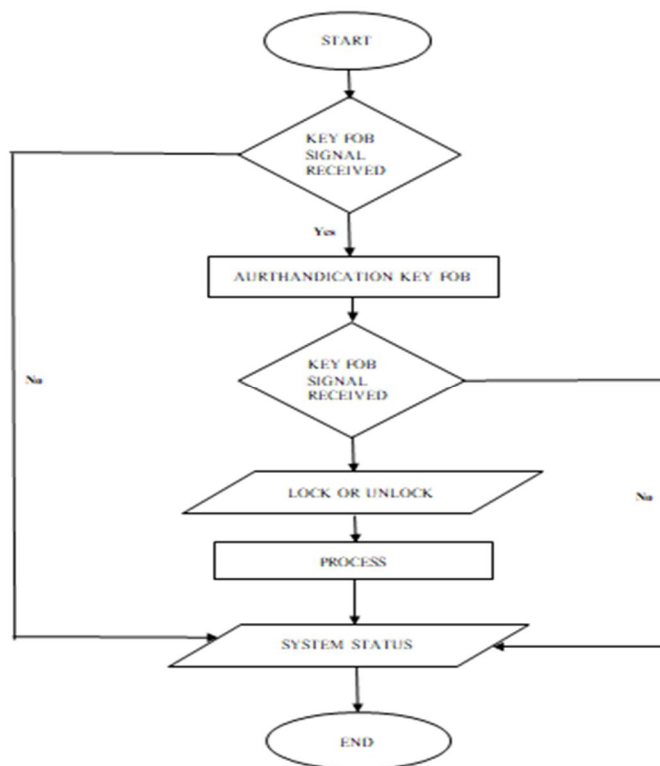 START
KEY FOB
SIGNAL
RECEIVED
Yes
AURTHANDICATION KEY FOB
KEY FOB
SIGNAL
RECEIVED
No
LOCK OR UNLOCK
No
PROCESS
SYSTEM STATUS
END